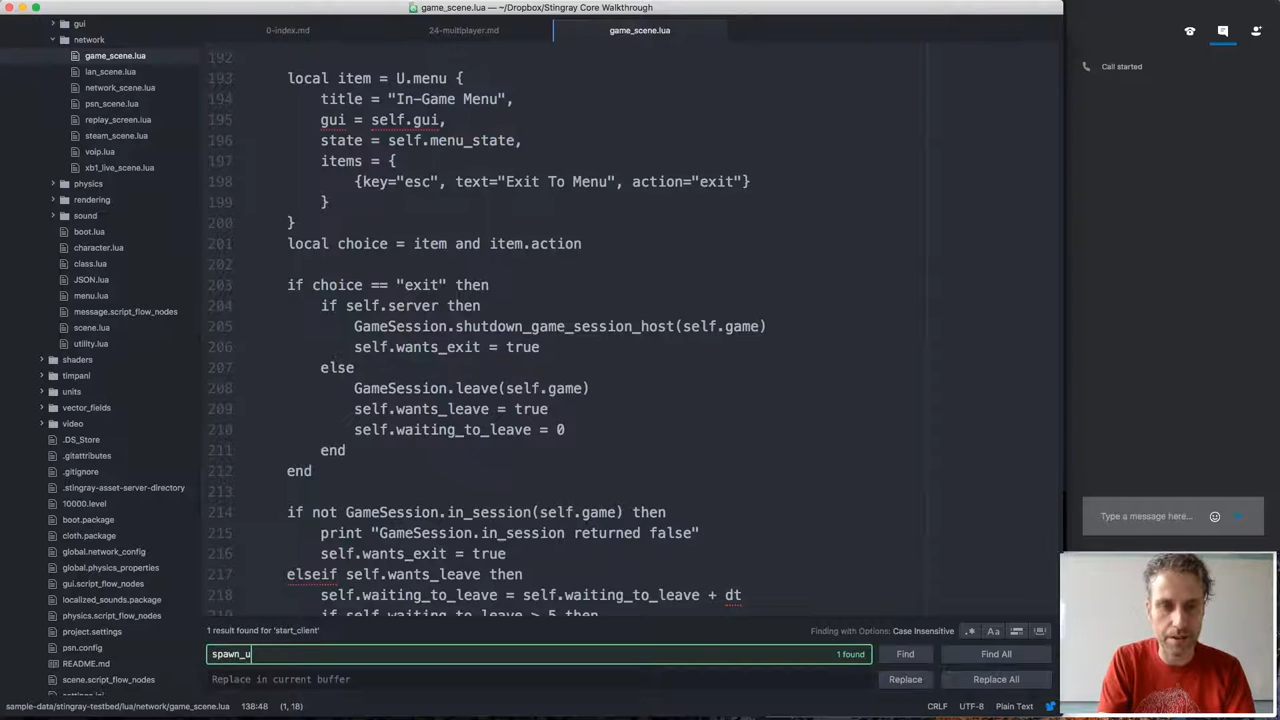 game_scene.lua — ~/Dropbox/Stingray Core Walkthrough
0-index.md
24-multiplayer.md
game_scene.lua
gui
network
game_scene.lua
lan_scene.lua
network_scene.lua
psn_scene.lua
replay_screen.lua
steam_scene.lua
voip.lua
xb1_live_scene.lua
physics
rendering
sound
boot.lua
character.lua
class.lua
JSON.lua
menu.lua
message.script_flow_nodes
scene.lua
utility.lua
shaders
timpani
units
vector_fields
video
.DS_Store
.gitattributes
.gitignore
.stingray-asset-server-directory
10000.level
boot.package
cloth.package
global.network_config
global.physics_properties
gui.script_flow_nodes
localized_sounds.package
physics.script_flow_nodes
project.settings
psn.config
README.md
scene.script_flow_nodes
settings.ini
192
193 local item = U.menu {
194 title = "In-Game Menu",
195 gui = self.gui,
196 state = self.menu_state,
197 items = {
198 {key="esc", text="Exit To Menu", action="exit"}
199 }
200 }
201 local choice = item and item.action
202
203 if choice == "exit" then
204 if self.server then
205 GameSession.shutdown_game_session_host(self.game)
206 self.wants_exit = true
207 else
208 GameSession.leave(self.game)
209 self.wants_leave = true
210 self.waiting_to_leave = 0
211 end
212 end
213
214 if not GameSession.in_session(self.game) then
215 print "GameSession.in_session returned false"
216 self.wants_exit = true
217 elseif self.wants_leave then
218 self.waiting_to_leave = self.waiting_to_leave + dt
219 if self.waiting_to_leave > 5 then
1 result found for 'start_client'
Finding with Options: Case Insensitive
.* Aa
spawn_u
1 found
Find
Find All
Replace in current buffer
Replace
Replace All
sample-data/stingray-testbed/lua/network/game_scene.lua 138:48 (1, 18)
CRLF UTF-8 Plain Text
Call started
Type a message here...